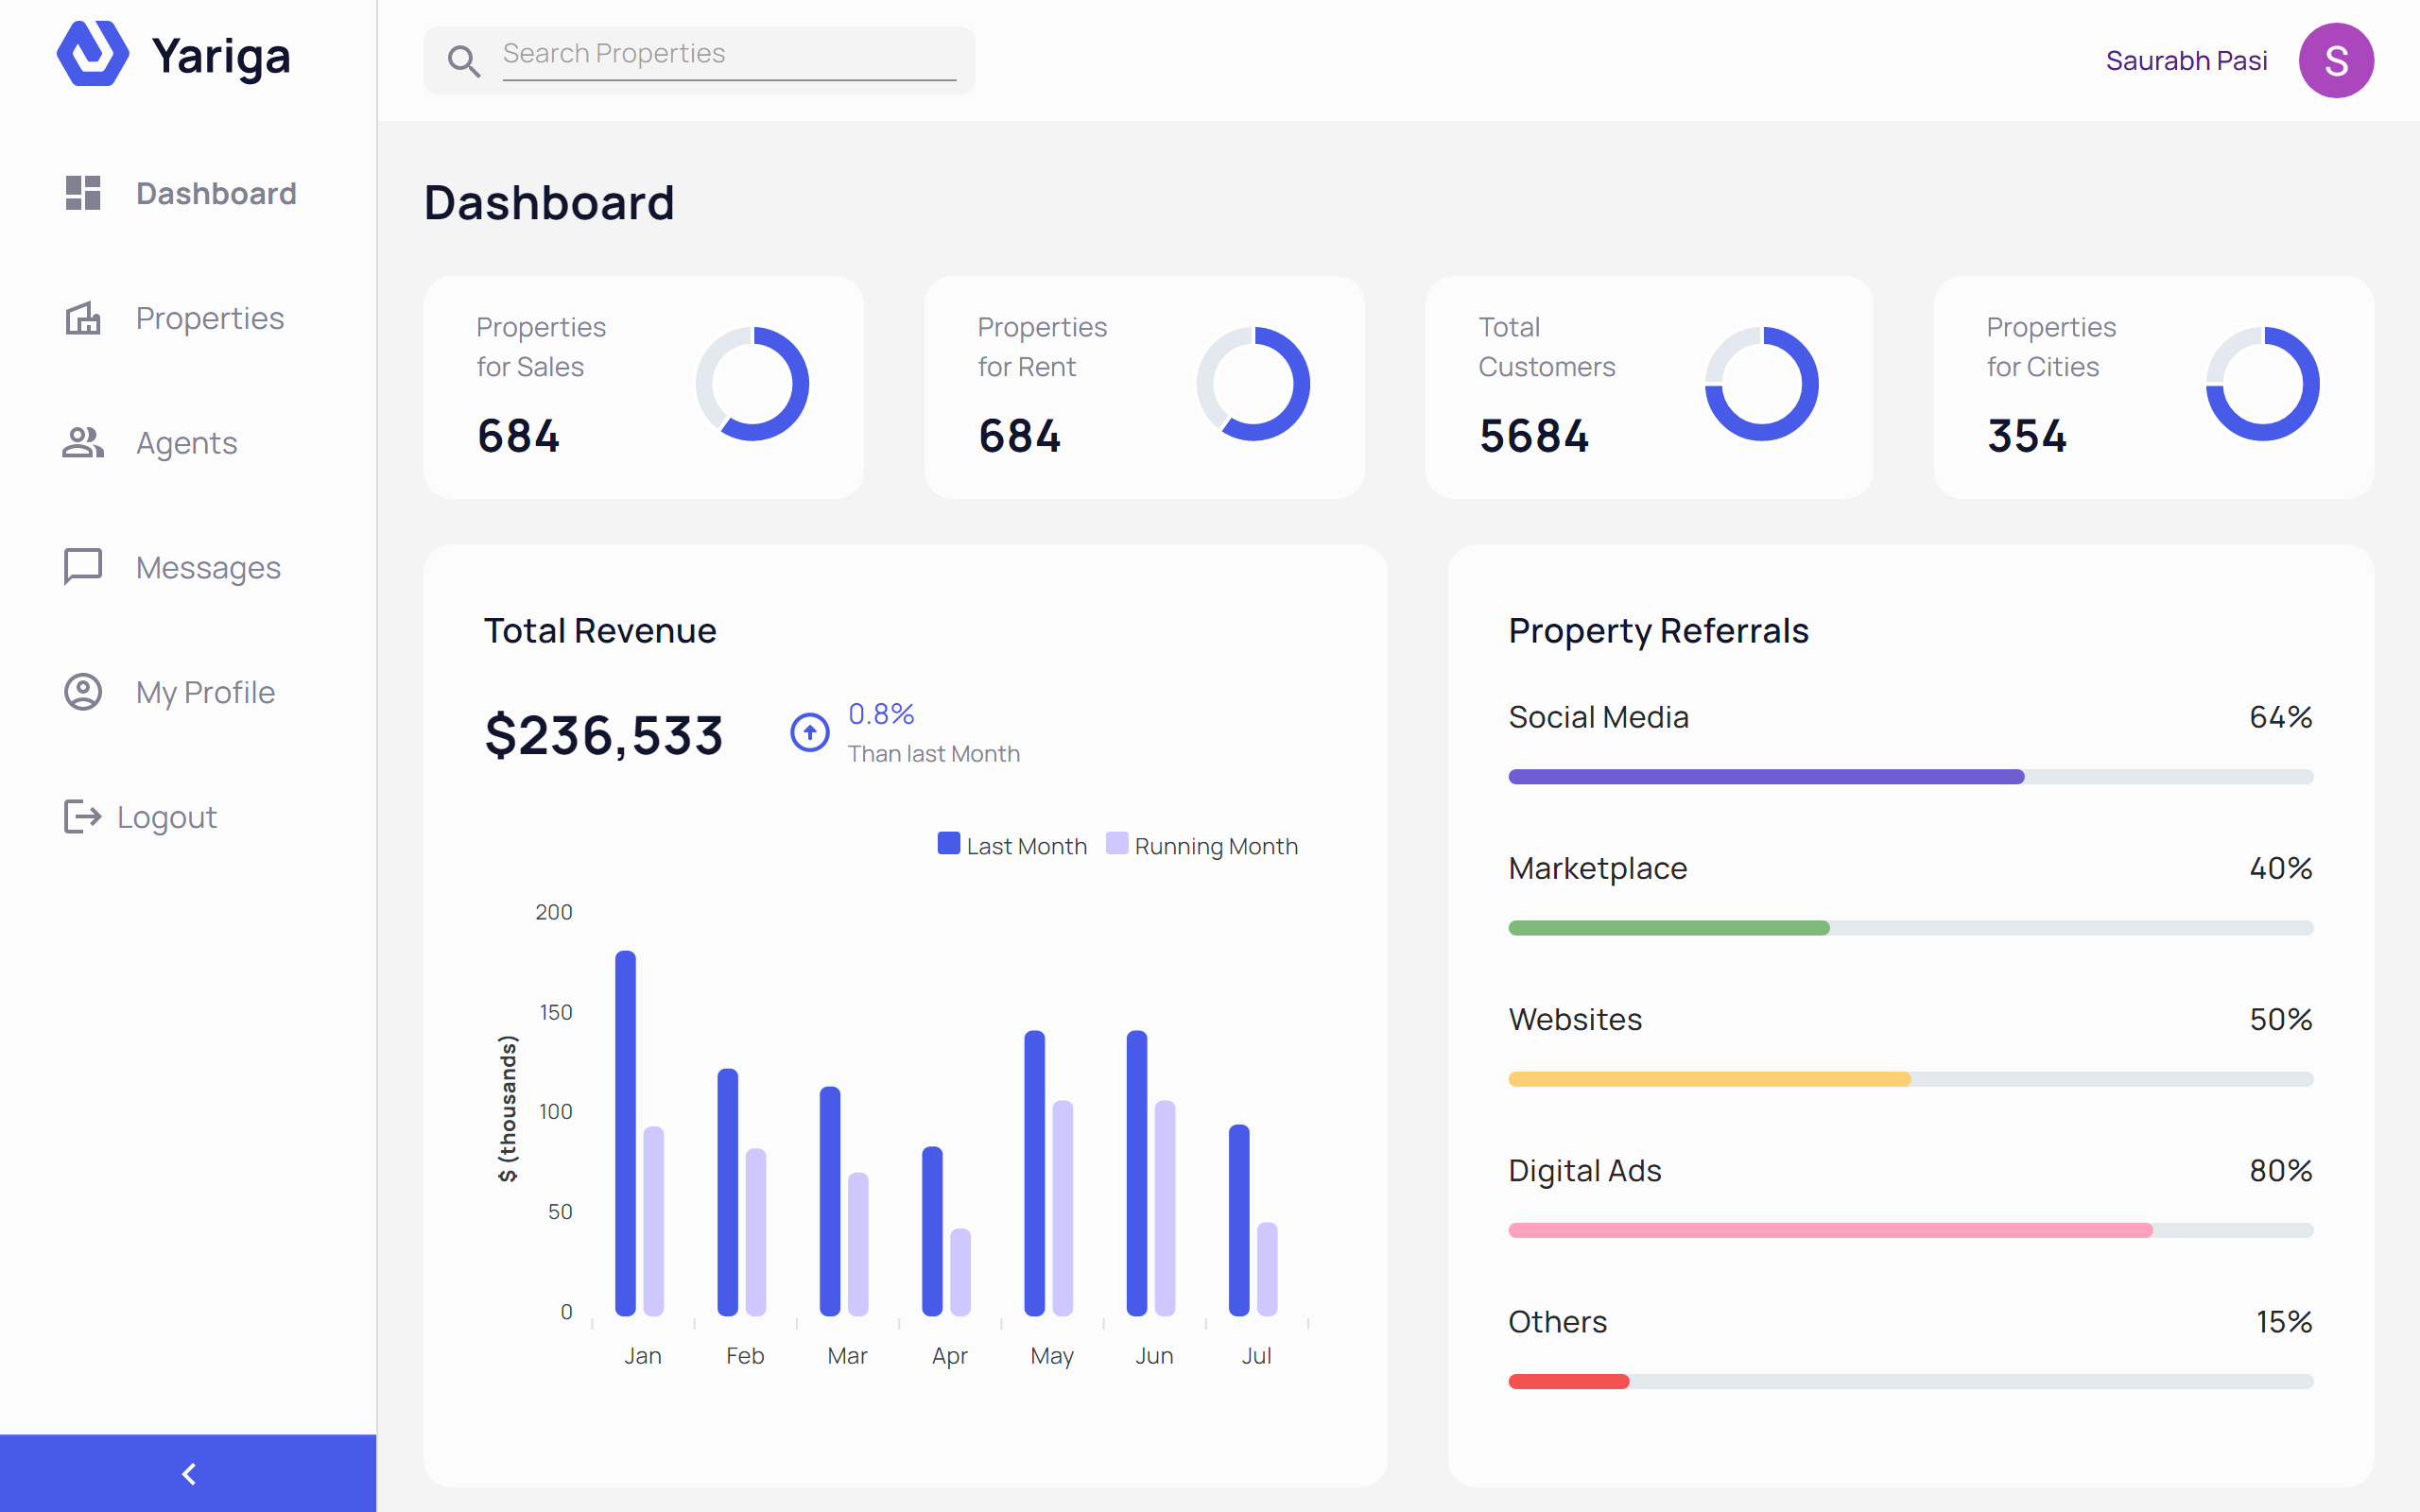 Yariga
Search Properties
Saurabh Pasi
S
Dashboard
Properties
Agents
Messages
My Profile
Logout
Dashboard
Properties
for Sales
684
Properties
for Rent
684
Total
Customers
5684
Properties
for Cities
354
Total Revenue
$236,533
0.8%
Than last Month
Last Month
Running Month
$ (thousands)
200
150
100
50
0
Jan
Feb
Mar
Apr
May
Jun
Jul
Property Referrals
Social Media
64%
Marketplace
40%
Websites
50%
Digital Ads
80%
Others
15%